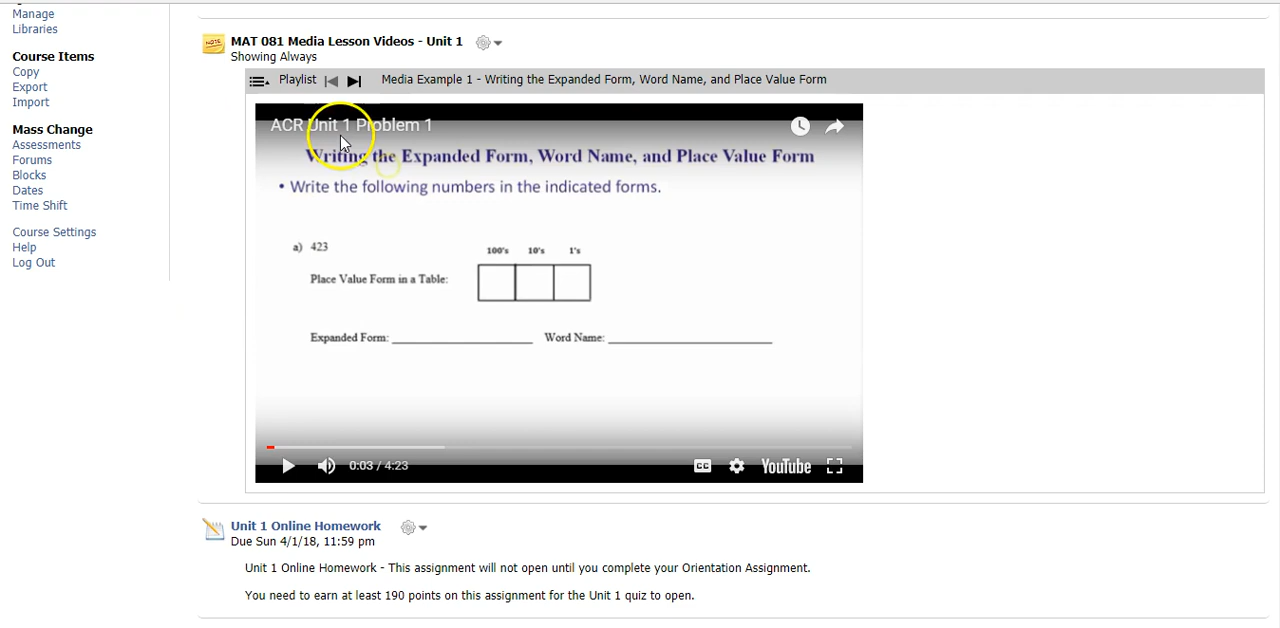 Manage
Libraries
Course Items
Copy
Export
Import
Mass Change
Assessments
Forums
Blocks
Dates
Time Shift
Course Settings
Help
Log Out
NOTE
MAT 081 Media Lesson Videos - Unit 1
Showing Always
Playlist Media Example 1 - Writing the Expanded Form, Word Name, and Place Value Form
ACR Unit 1 Problem 1
Writing the Expanded Form, Word Name, and Place Value Form
• Write the following numbers in the indicated forms.
a) 423
100's 10's 1's
Place Value Form in a Table:
Expanded Form: ____________ Word Name: ____________
0:03 / 4:23 CC YouTube
Unit 1 Online Homework
Due Sun 4/1/18, 11:59 pm
Unit 1 Online Homework - This assignment will not open until you complete your Orientation Assignment.
You need to earn at least 190 points on this assignment for the Unit 1 quiz to open.